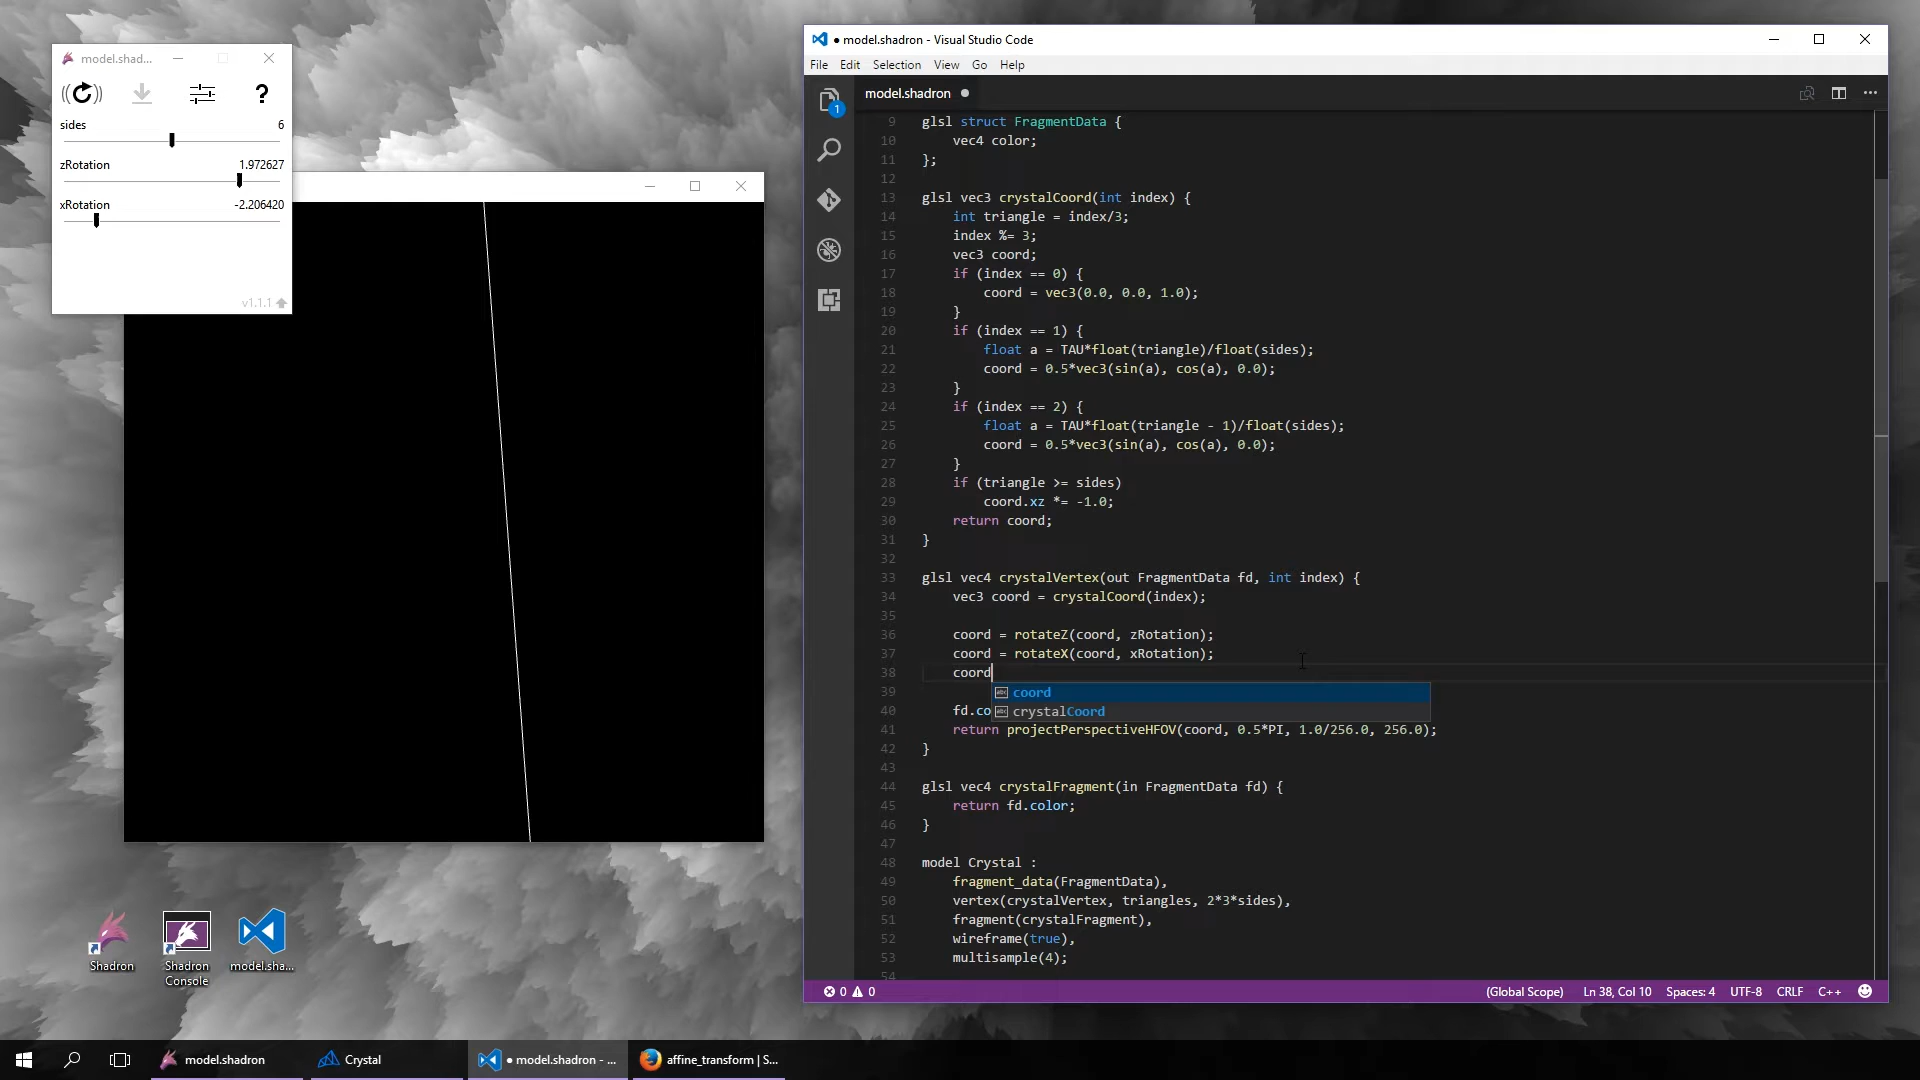 model.shad...
sides 6
zRotation 1.972627
xRotation -2.206420
v1.1.1
Shadron
Shadron Console
model.sha...
● model.shadron - Visual Studio Code
File Edit Selection View Go Help
1
model.shadron ●
9 glsl struct FragmentData {
10 vec4 color;
11 };
12
13 glsl vec3 crystalCoord(int index) {
14 int triangle = index/3;
15 index %= 3;
16 vec3 coord;
17 if (index == 0) {
18 coord = vec3(0.0, 0.0, 1.0);
19 }
20 if (index == 1) {
21 float a = TAU*float(triangle)/float(sides);
22 coord = 0.5*vec3(sin(a), cos(a), 0.0);
23 }
24 if (index == 2) {
25 float a = TAU*float(triangle - 1)/float(sides);
26 coord = 0.5*vec3(sin(a), cos(a), 0.0);
27 }
28 if (triangle >= sides)
29 coord.xz *= -1.0;
30 return coord;
31 }
32
33 glsl vec4 crystalVertex(out FragmentData fd, int index) {
34 vec3 coord = crystalCoord(index);
35
36 coord = rotateZ(coord, zRotation);
37 coord = rotateX(coord, xRotation);
38 coord
39 abc coord
40 fd.co abc crystalCoord
41 return projectPerspectiveHFOV(coord, 0.5*PI, 1.0/256.0, 256.0);
42 }
43
44 glsl vec4 crystalFragment(in FragmentData fd) {
45 return fd.color;
46 }
47
48 model Crystal :
49 fragment_data(FragmentData),
50 vertex(crystalVertex, triangles, 2*3*sides),
51 fragment(crystalFragment),
52 wireframe(true),
53 multisample(4);
54
0 0 (Global Scope) Ln 38, Col 10 Spaces: 4 UTF-8 CRLF C++
model.shadron Crystal ● model.shadron - ... affine_transform | S...